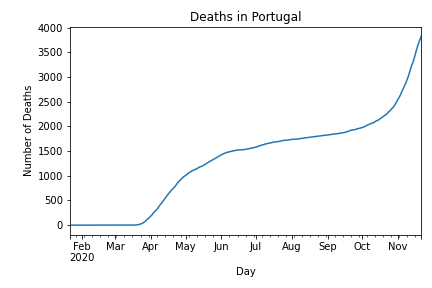 Deaths in Portugal
Number of Deaths
4000
3500
3000
2500
2000
1500
1000
500
0
Feb Mar Apr May Jun Jul Aug Sep Oct Nov
2020
Day